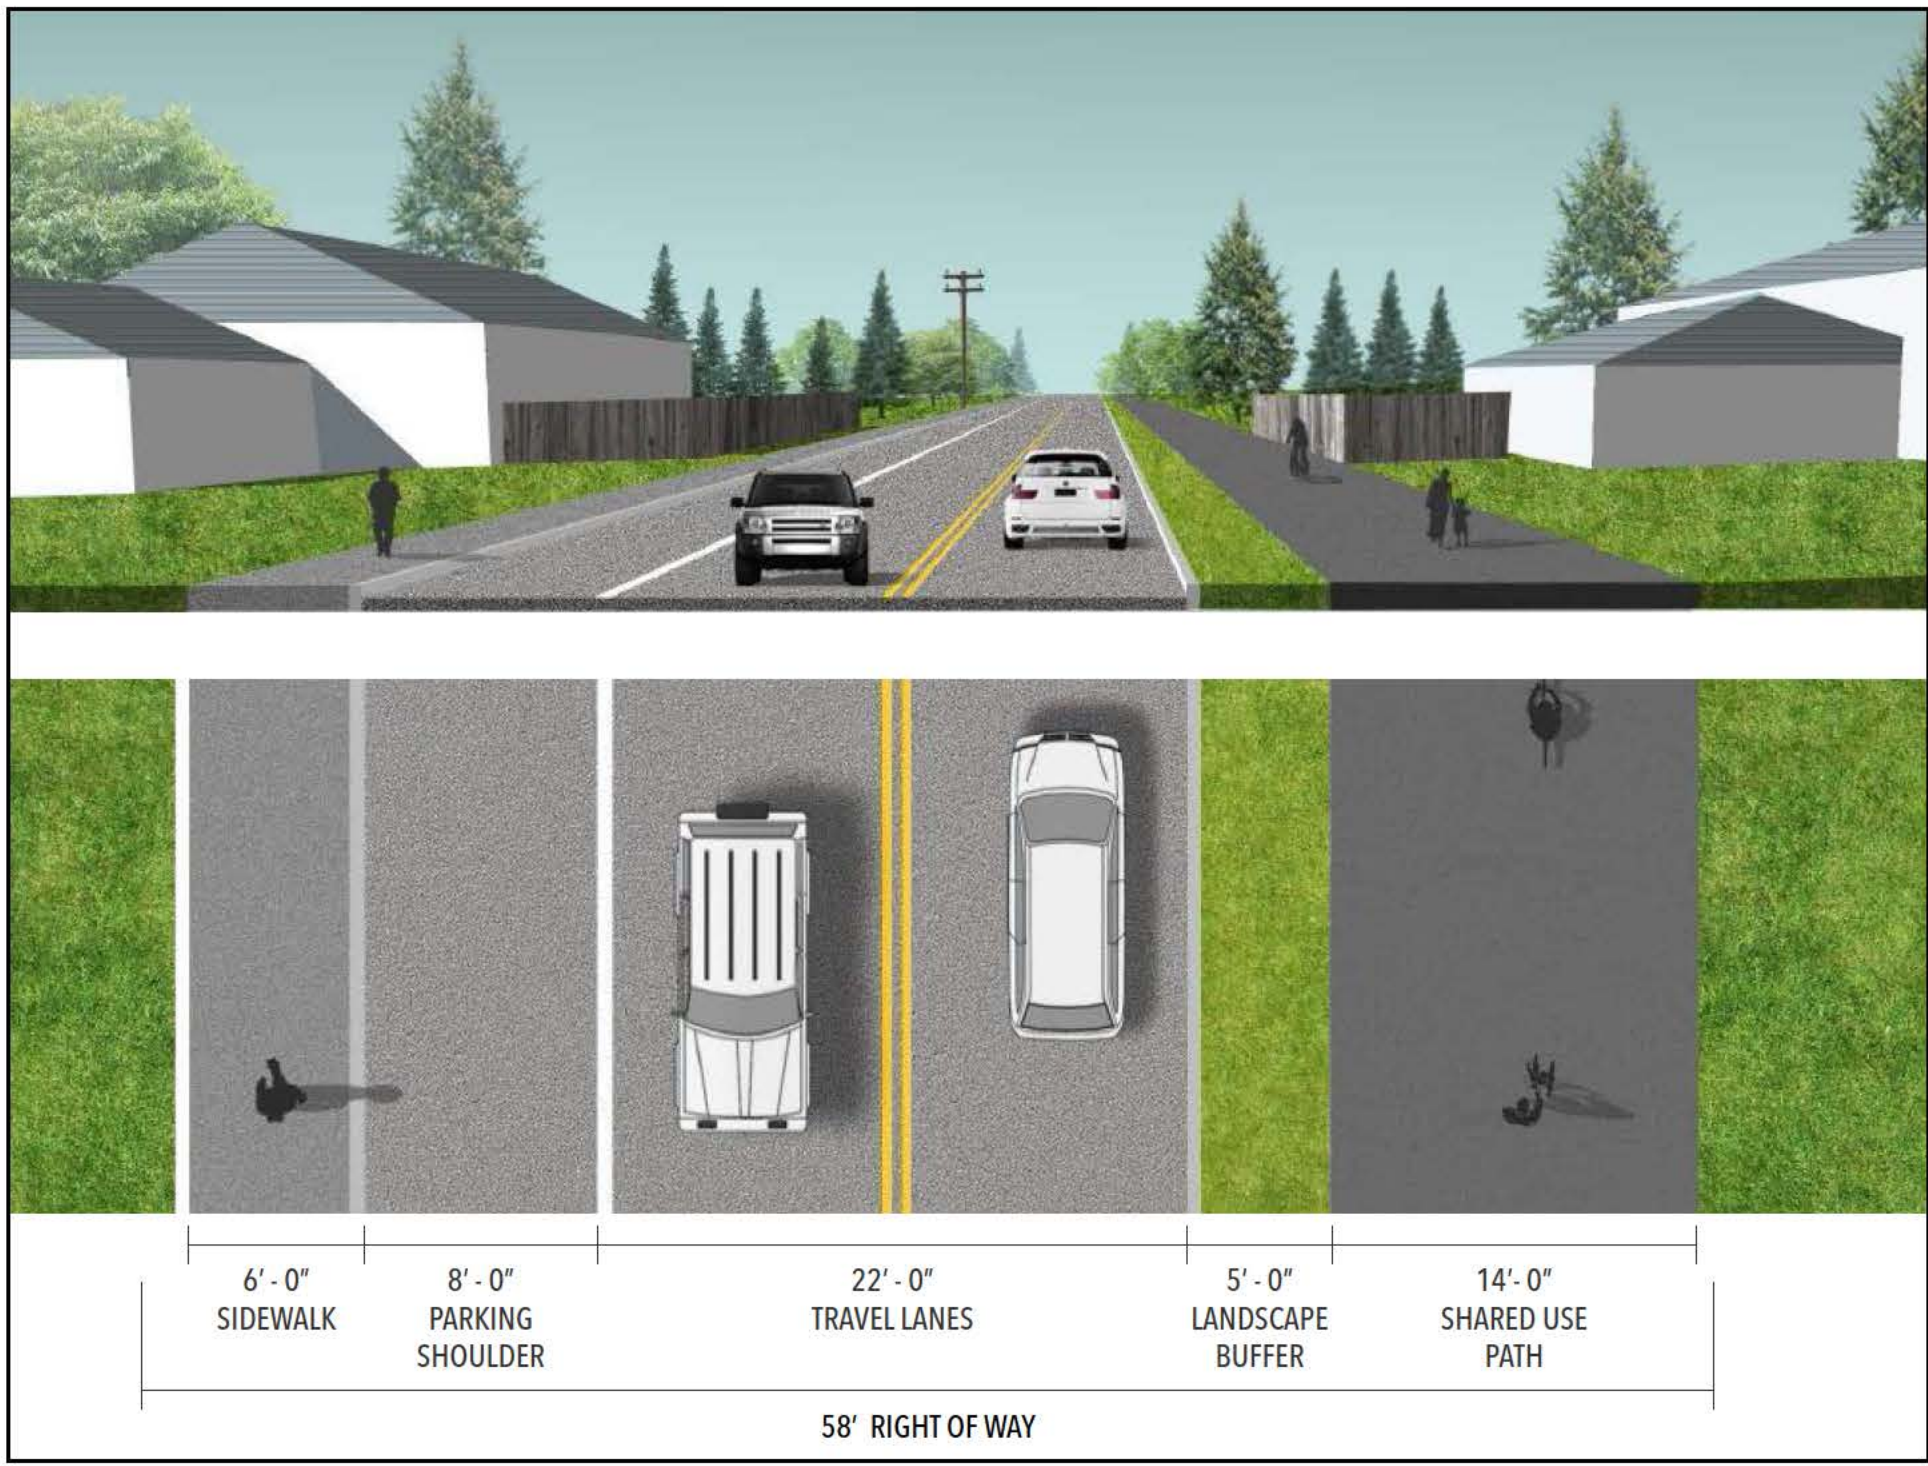 6' - 0"
SIDEWALK
8' - 0"
PARKING
SHOULDER
22' - 0"
TRAVEL LANES
5' - 0"
LANDSCAPE
BUFFER
14'- 0"
SHARED USE
PATH
58' RIGHT OF WAY